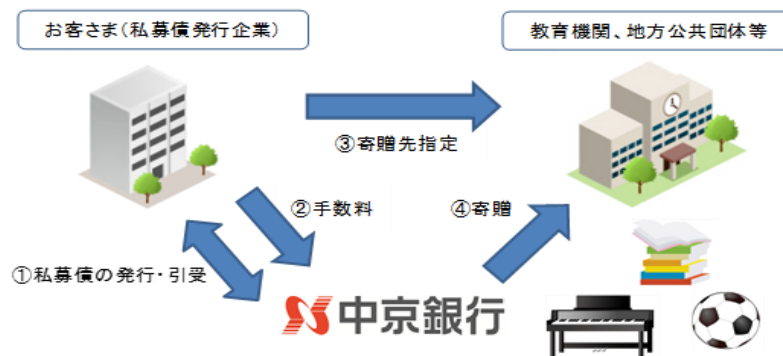 お客さま(私募債発行企業)
教育機関、地方公共団体等
③寄贈先指定
②手数料
④寄贈
①私募債の発行・引受
中京銀行